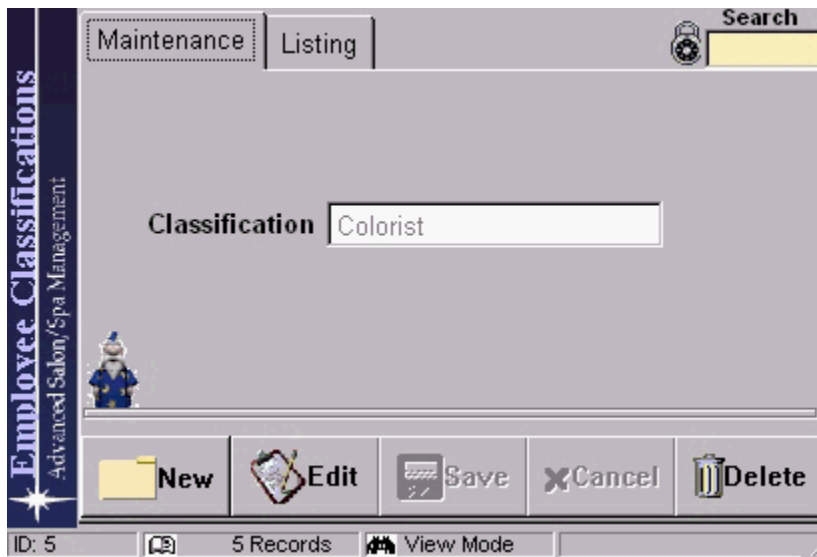 Employee Classifications
Advanced Salon/Spa Management
Maintenance Listing
Search
Classification Colorist
New Edit Save Cancel Delete
ID: 5 5 Records View Mode